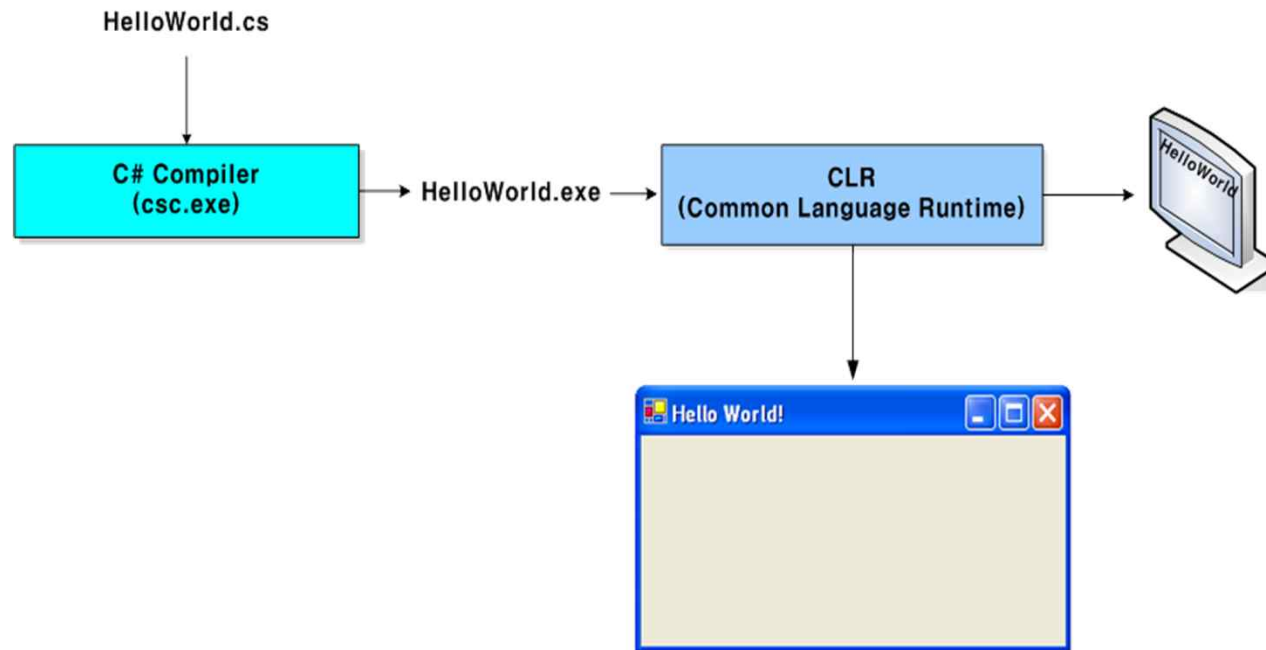 HelloWorld.cs
C# Compiler
(csc.exe)
HelloWorld.exe
CLR
(Common Language Runtime)
HelloWorld
Hello World!